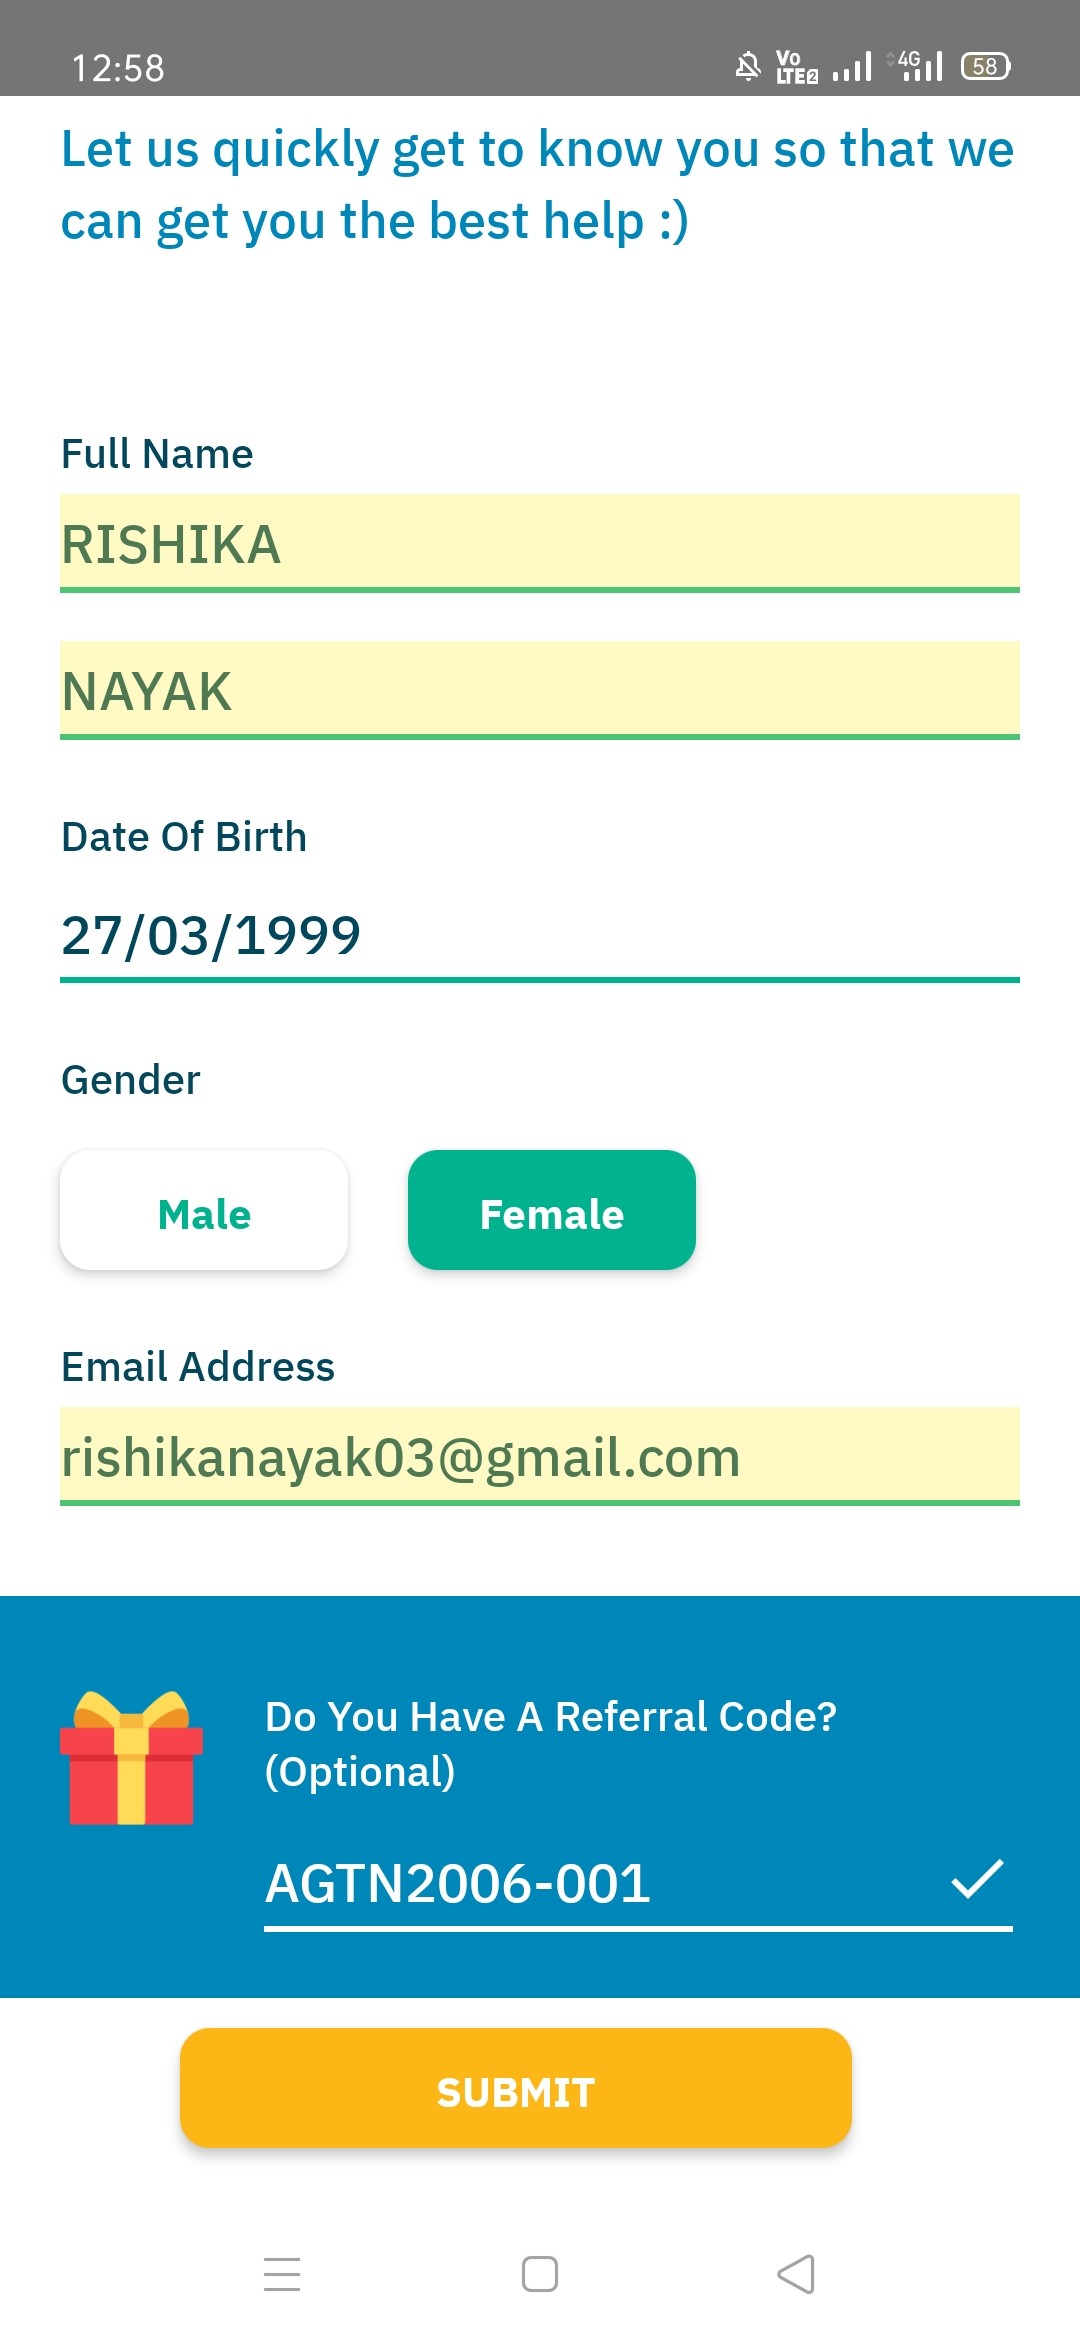 12:58
Vo
LTE 2
4G
58
Let us quickly get to know you so that we
can get you the best help :)
Full Name
RISHIKA
NAYAK
Date Of Birth
27/03/1999
Gender
Male
Female
Email Address
rishikanayak03@gmail.com
Do You Have A Referral Code?
(Optional)
AGTN2006-001
SUBMIT